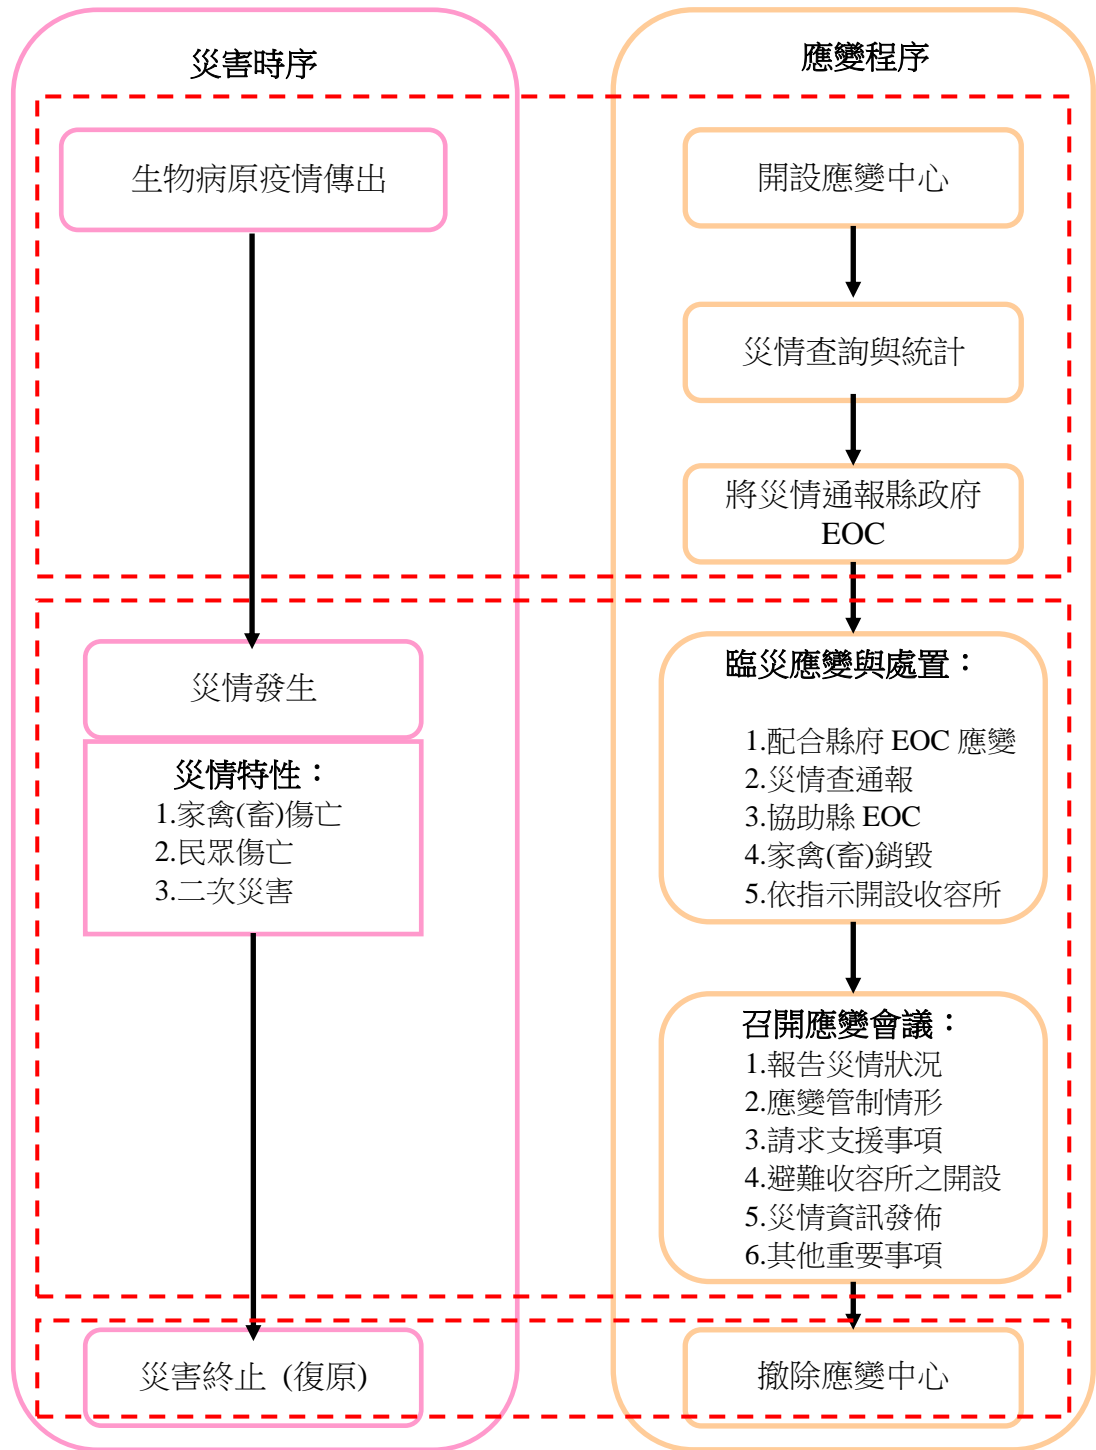 災害時序
生物病原疫情傳出
災情發生
災情特性：
1.家禽(畜)傷亡
2.民眾傷亡
3.二次災害
災害終止 (復原)
應變程序
開設應變中心
災情查詢與統計
將災情通報縣政府
EOC
臨災應變與處置：
1.配合縣府 EOC 應變
2.災情查通報
3.協助縣 EOC
4.家禽(畜)銷毀
5.依指示開設收容所
召開應變會議：
1.報告災情狀況
2.應變管制情形
3.請求支援事項
4.避難收容所之開設
5.災情資訊發佈
6.其他重要事項
撤除應變中心